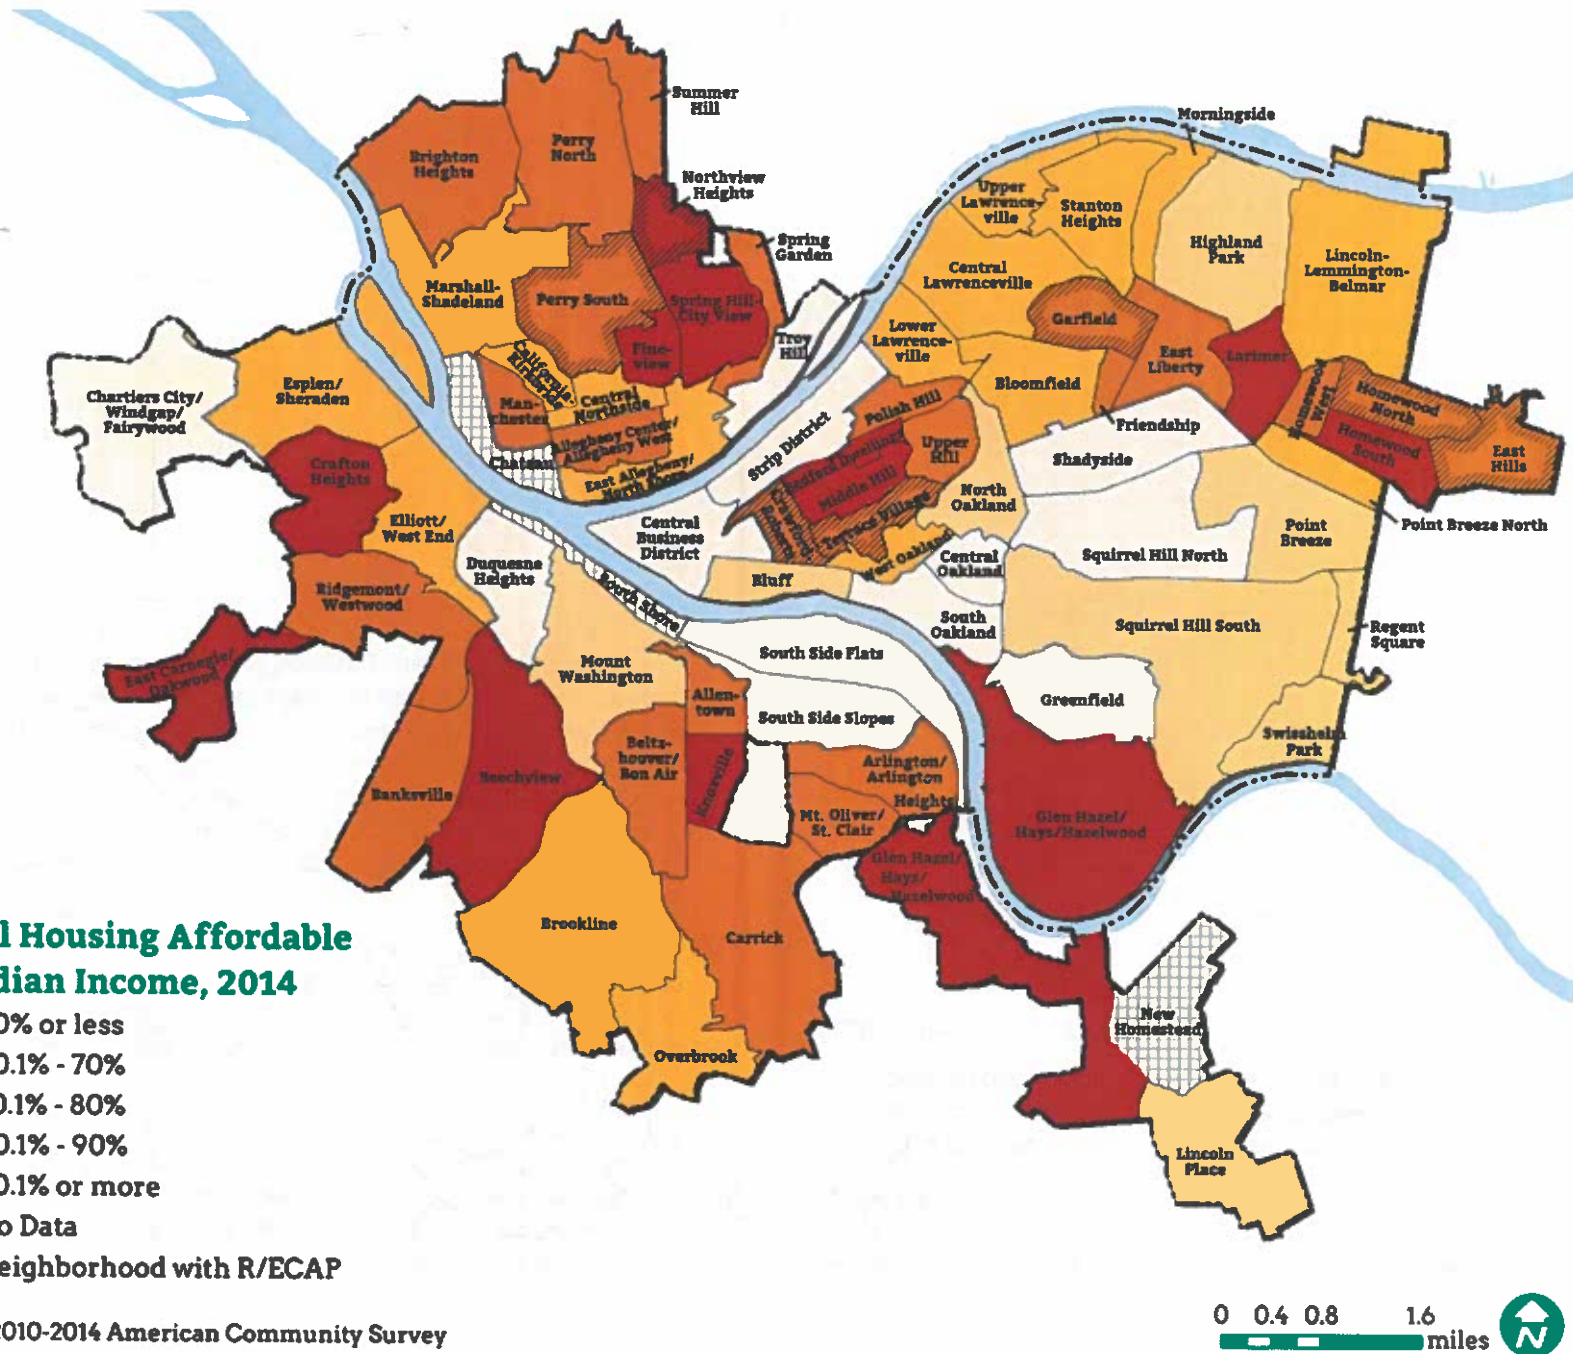 Summer
Hill
Morningside
Perry
North
Brighton
Heights
Northview
Heights
Upper
Lawrence-
ville
Stanton
Heights
Spring
Garden
Highland
Park
Lincoln-
Lemmington-
Belmar
Central
Lawrenceville
Marshall-
Shadeland
Perry South
Spring Hill-
City View
Garfield
Lower
Lawrence-
ville
Troy
Hill
Fine-
view
East
Liberty
Larimer
California-
Kirkbride
Chartiers City/
Windgap/
Fairywood
Esplen/
Sheraden
Bloomfield
Homewood
West
Homewood
North
Man-
chester
Central
Northside
Polish Hill
Friendship
Allegheny Center/
Allegheny West
Strip District
Upper
Hill
Homewood
South
East
Hills
Chateau
Shadyside
Bedford Dwellings
Middle Hill
Crafton
Heights
East Allegheny/
North Shore
North
Oakland
Crawford-
Roberts
Terrace Village
Elliott/
West End
Central
Business
District
Point Breeze North
Point
Breeze
West Oakland
Central
Oakland
Squirrel Hill North
Duquesne
Heights
Bluff
South Shore
Ridgemont/
Westwood
South
Oakland
Squirrel Hill South
Regent
Square
South Side Flats
East Carnegie/
Oakwood
Mount
Washington
Allen-
town
Greenfield
South Side Slopes
Swisshelm
Park
Beltz-
hoover/
Bon Air
Beechview
Knoxville
Arlington/
Arlington
Heights
Banksville
Mt. Oliver/
St. Clair
Glen Hazel/
Hays/Hazelwood
Glen Hazel/
Hays/
Hazelwood
Brookline
Carrick
l Housing Affordable
dian Income, 2014
0% or less
0.1% - 70%
0.1% - 80%
0.1% - 90%
0.1% or more
o Data
eighborhood with R/ECAP
2010-2014 American Community Survey
New
Homestead
Overbrook
Lincoln
Place
0 0.4 0.8 1.6
miles
N